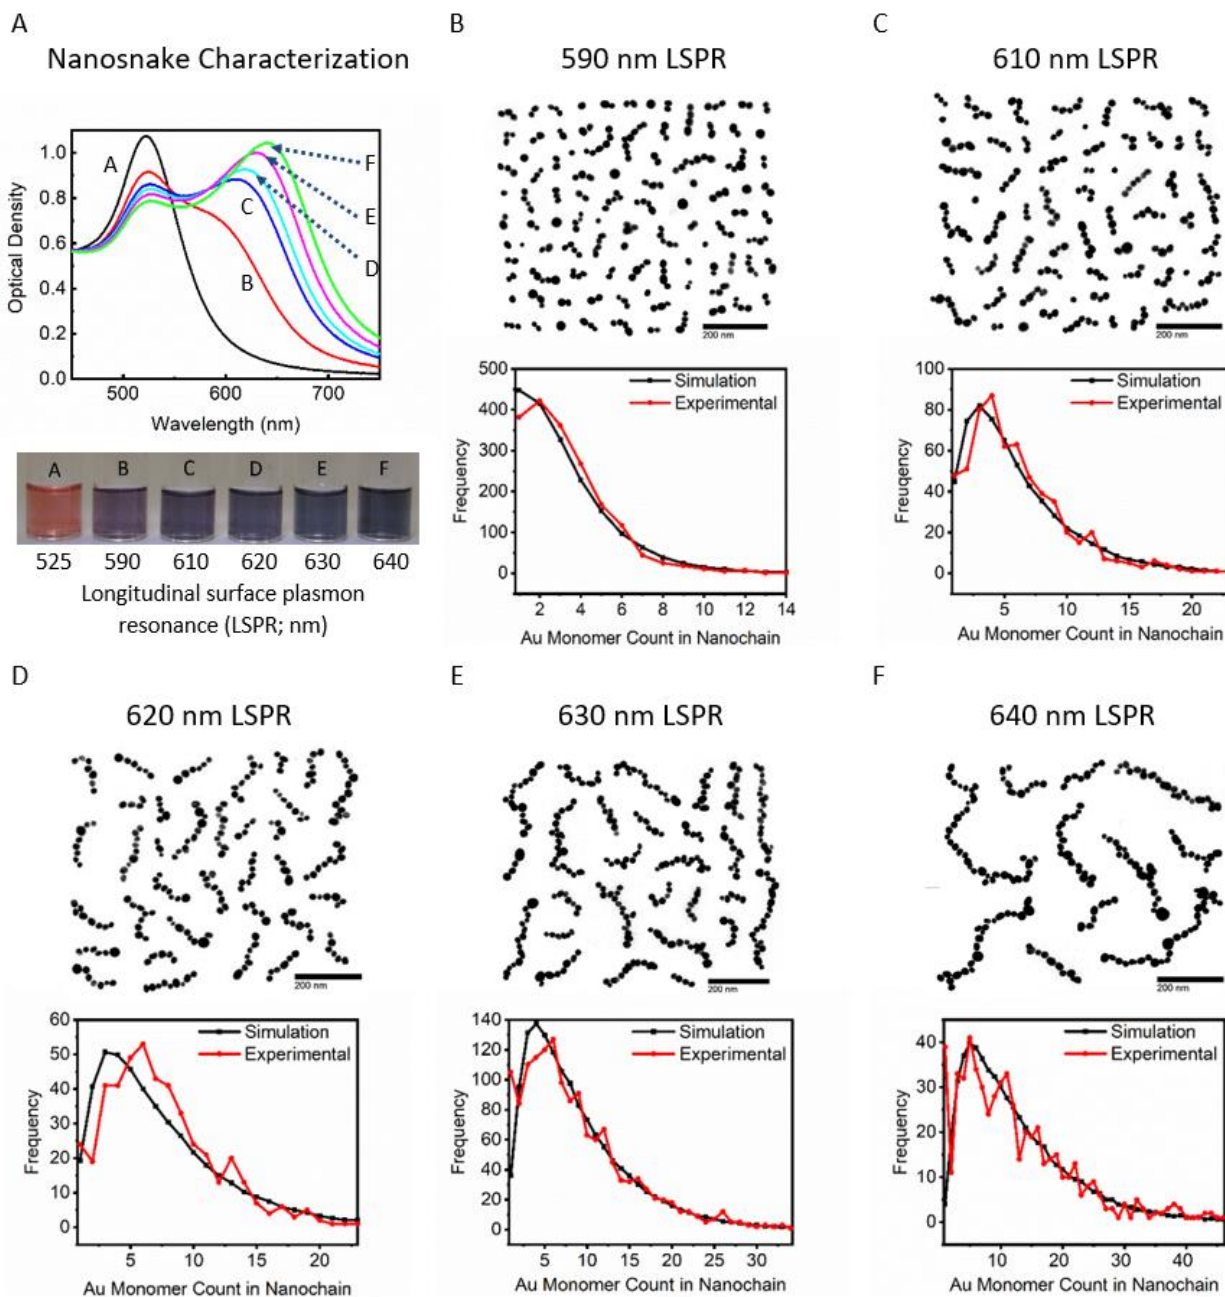 A
Nanosnake Characterization
1.0
0.8
0.6
0.4
0.2
0.0
Optical Density
A
B
C
F
E
D
500 600 700
Wavelength (nm)
A B C D E F
525 590 610 620 630 640
Longitudinal surface plasmon
resonance (LSPR; nm)
B
590 nm LSPR
200 nm
500
400
300
200
100
0
Frequency
Simulation
Experimental
2 4 6 8 10 12 14
Au Monomer Count in Nanochain
C
610 nm LSPR
200 nm
100
80
60
40
20
0
Freuqency
Simulation
Experimental
5 10 15 20
Au Monomer Count in Nanochain
D
620 nm LSPR
200 nm
60
50
40
30
20
10
0
Frequency
Simulation
Experimental
5 10 15 20
Au Monomer Count in Nanochain
E
630 nm LSPR
200 nm
140
120
100
80
60
40
20
0
Frequency
Simulation
Experimental
5 10 15 20 25 30
Au Monomer Count in Nanochain
F
640 nm LSPR
200 nm
40
30
20
10
0
Frequency
Simulation
Experimental
10 20 30 40
Au Monomer Count in Nanochain